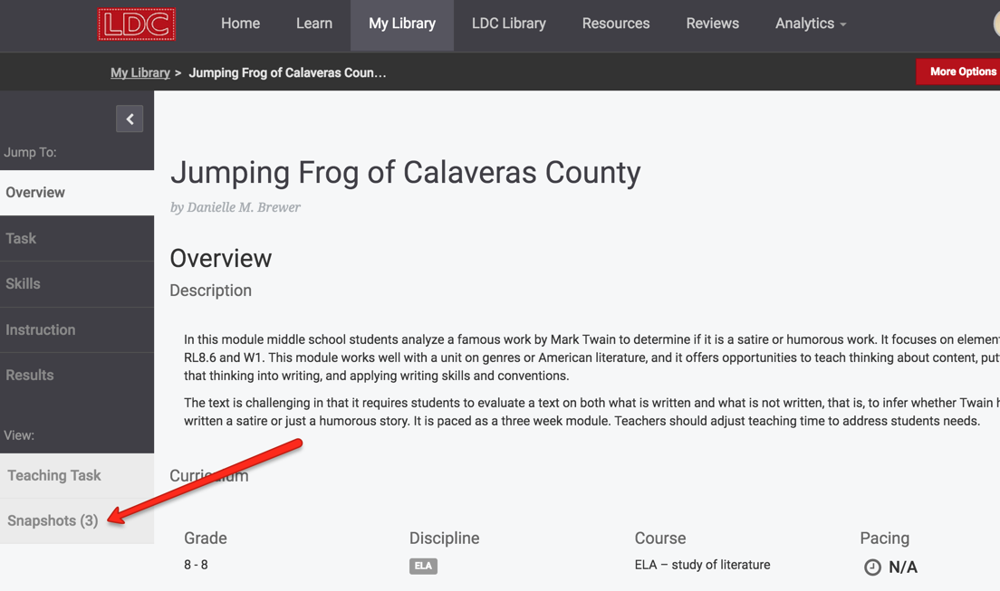 LDC
Home
Learn
My Library
LDC Library
Resources
Reviews
Analytics
My Library > Jumping Frog of Calaveras Coun...
More Options
Jump To:
Overview
Task
Skills
Instruction
Results
View:
Teaching Task
Snapshots (3)
Jumping Frog of Calaveras County
by Danielle M. Brewer
Overview
Description
In this module middle school students analyze a famous work by Mark Twain to determine if it is a satire or humorous work. It focuses on
RL8.6 and W1. This module works well with a unit on genres or American literature, and it offers opportunities to teach thinking about content,
that thinking into writing, and applying writing skills and conventions.
The text is challenging in that it requires students to evaluate a text on both what is written and what is not written, that is, to infer whether Twain
written a satire or just a humorous story. It is paced as a three week module. Teachers should adjust teaching time to address students needs.
Curriculum
Grade
8 - 8
Discipline
ELA
Course
ELA – study of literature
Pacing
N/A